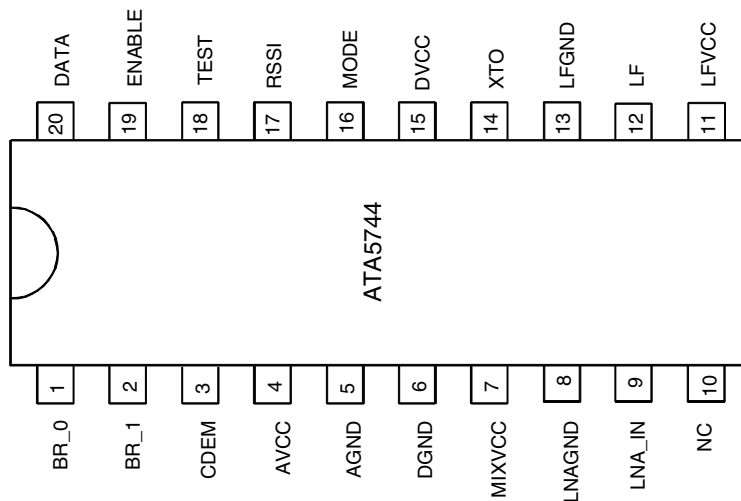 DATA
ENABLE
TEST
RSSI
MODE
DVCC
XTO
LFGND
LF
LFVCC
20
19
18
17
16
15
14
13
12
11
ATA5744
1
2
3
4
5
6
7
8
9
10
BR_0
BR_1
CDEM
AVCC
AGND
DGND
MIXVCC
LNAGND
LNA_IN
NC